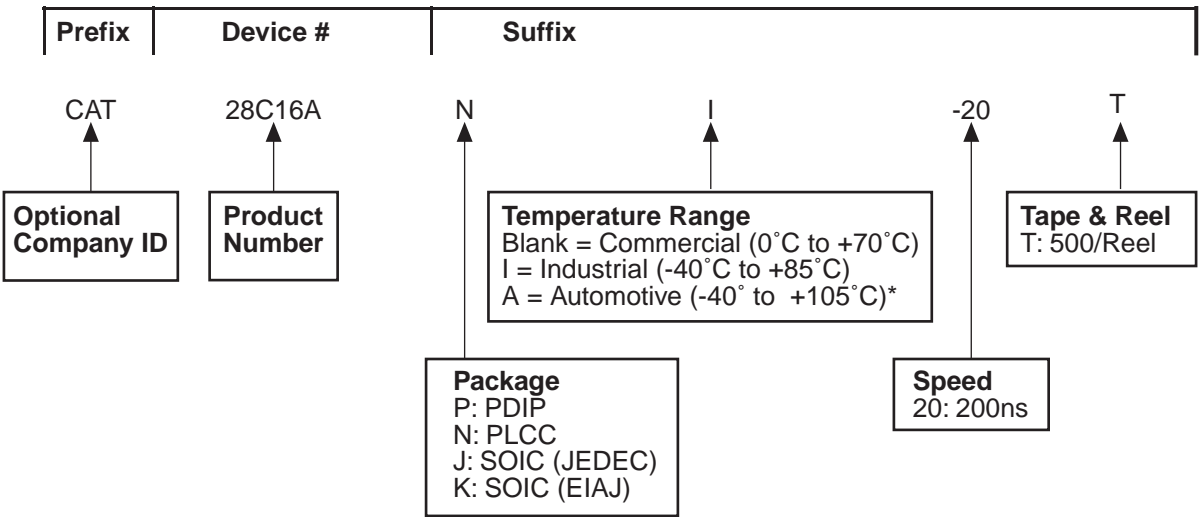 Prefix Device # Suffix
CAT 28C16A N I -20 T
Optional
Company ID
Product
Number
Temperature Range
Blank = Commercial (0˚C to +70˚C)
I = Industrial (-40˚C to +85˚C)
A = Automotive (-40˚ to +105˚C)*
Tape & Reel
T: 500/Reel
Package
P: PDIP
N: PLCC
J: SOIC (JEDEC)
K: SOIC (EIAJ)
Speed
20: 200ns